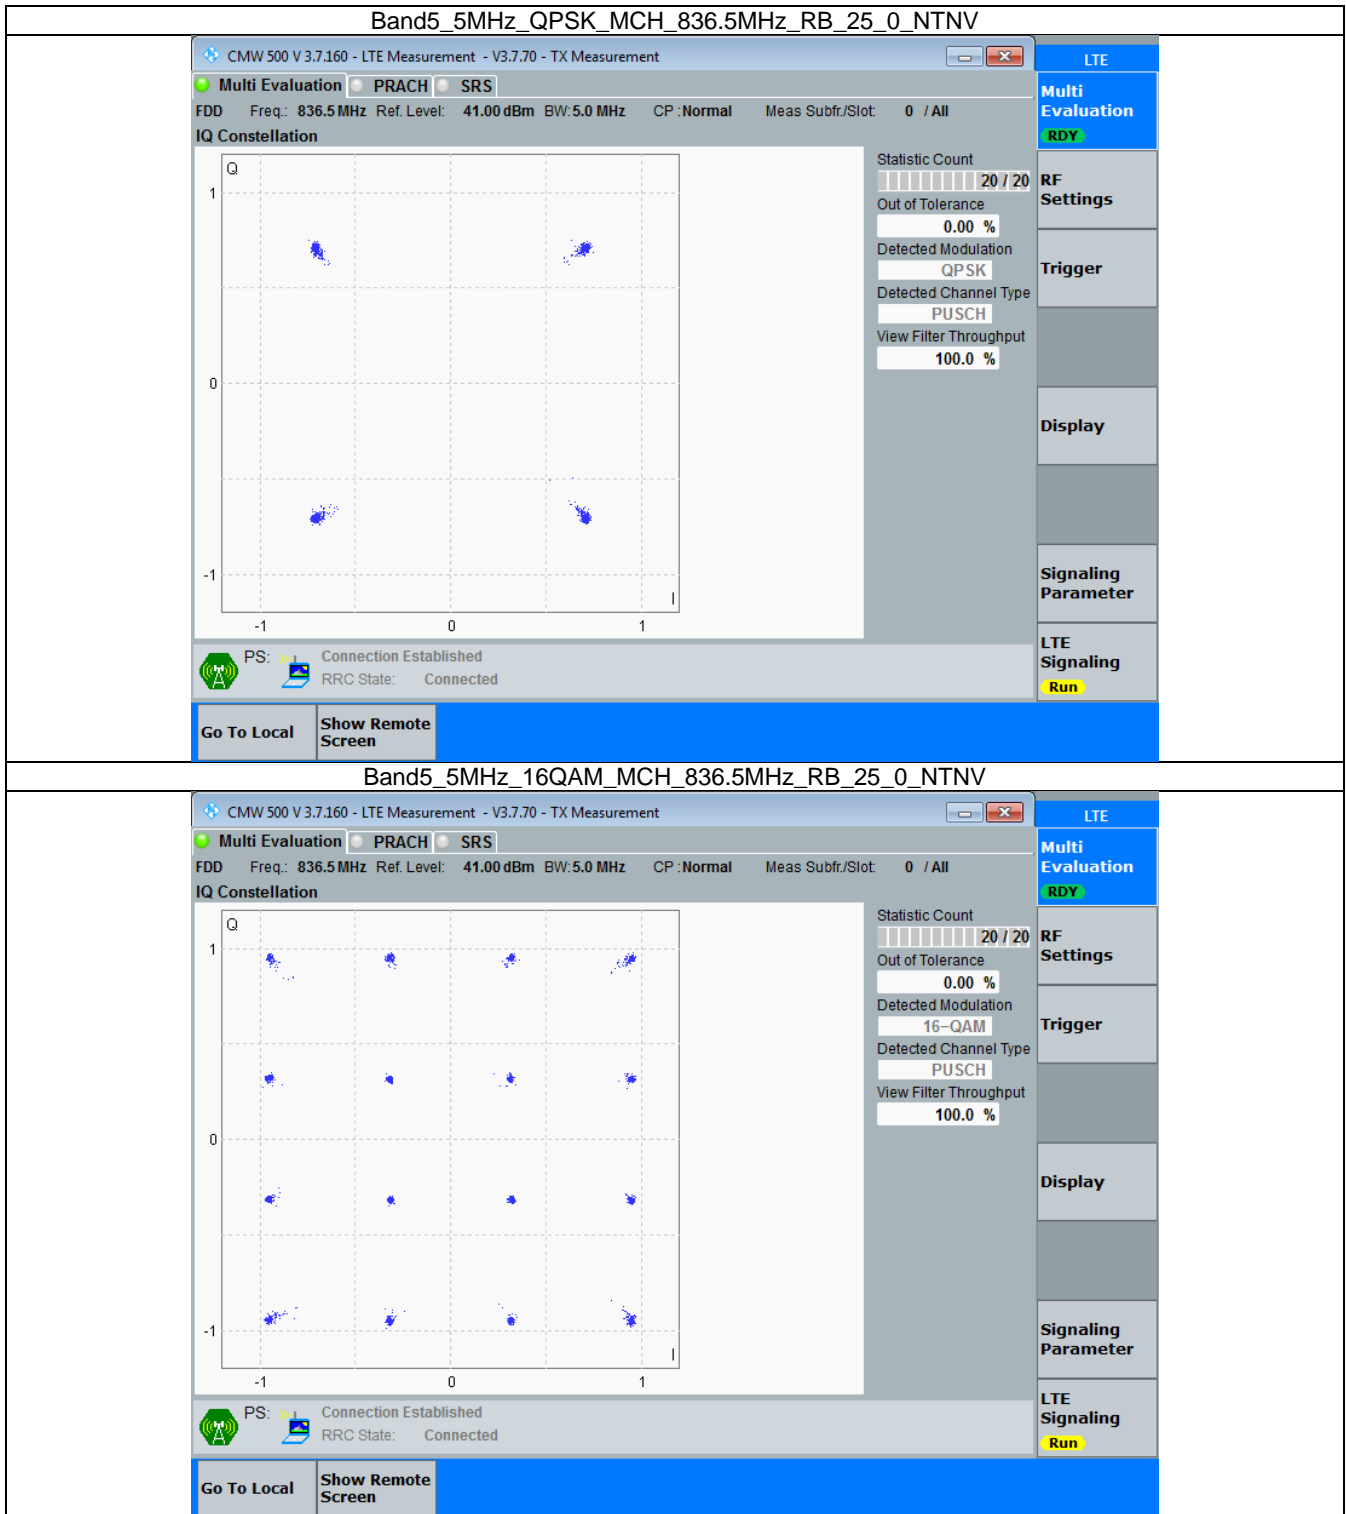 Band5_5MHz_QPSK_MCH_836.5MHz_RB_25_0_NTNV
CMW 500 V 3.7.160 - LTE Measurement - V3.7.70 - TX Measurement
LTE
Multi Evaluation PRACH SRS
FDD Freq.: 836.5 MHz Ref. Level: 41.00 dBm BW: 5.0 MHz CP : Normal Meas Subfr./Slot: 0 / All
IQ Constellation
Q
1
0
-1
I
-1 0 1
Statistic Count
20 / 20
Out of Tolerance
0.00 %
Detected Modulation
QPSK
Detected Channel Type
PUSCH
View Filter Throughput
100.0 %
Multi
Evaluation
RDY
RF
Settings
Trigger
Display
Signaling
Parameter
LTE
Signaling
Run
PS: Connection Established
RRC State: Connected
Go To Local
Show Remote
Screen
Band5_5MHz_16QAM_MCH_836.5MHz_RB_25_0_NTNV
CMW 500 V 3.7.160 - LTE Measurement - V3.7.70 - TX Measurement
LTE
Multi Evaluation PRACH SRS
FDD Freq.: 836.5 MHz Ref. Level: 41.00 dBm BW: 5.0 MHz CP : Normal Meas Subfr./Slot: 0 / All
IQ Constellation
Q
1
0
-1
I
-1 0 1
Statistic Count
20 / 20
Out of Tolerance
0.00 %
Detected Modulation
16-QAM
Detected Channel Type
PUSCH
View Filter Throughput
100.0 %
Multi
Evaluation
RDY
RF
Settings
Trigger
Display
Signaling
Parameter
LTE
Signaling
Run
PS: Connection Established
RRC State: Connected
Go To Local
Show Remote
Screen